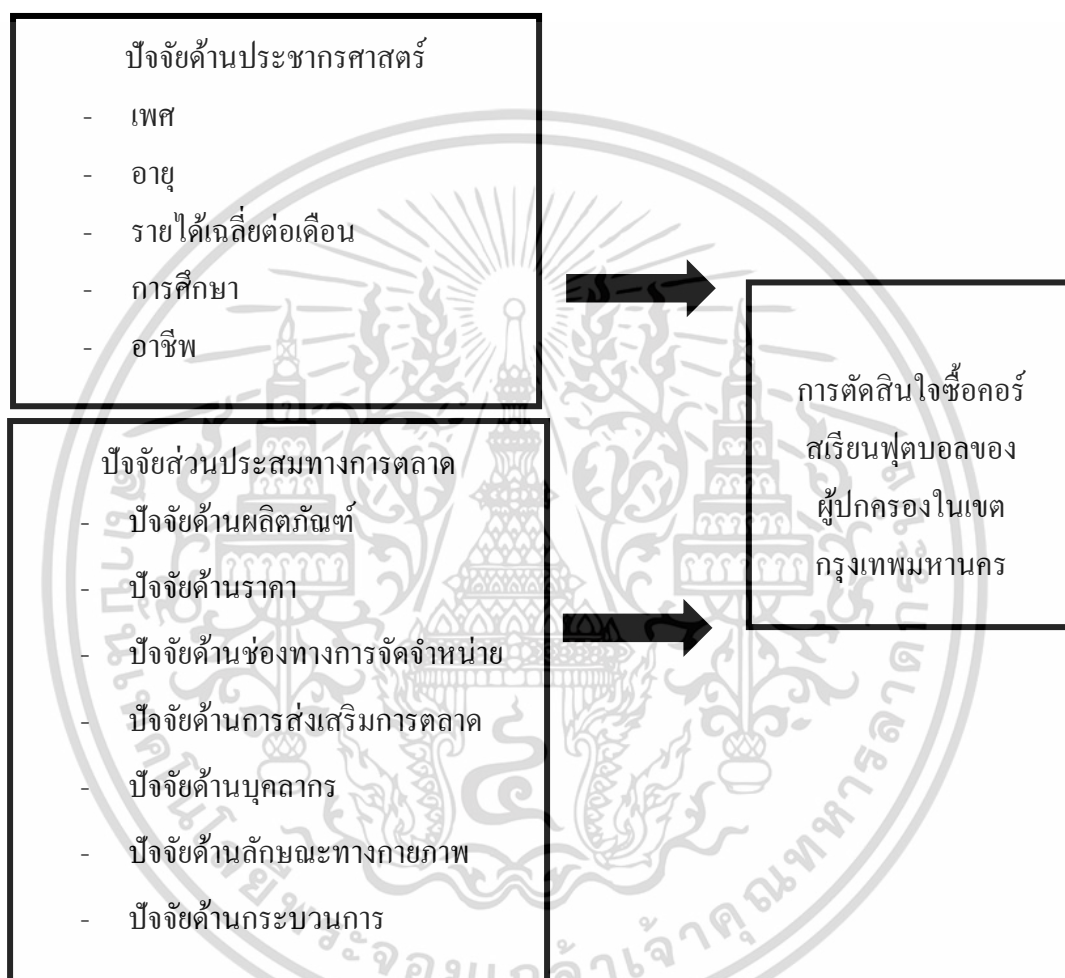 ปัจจัยด้านประชากรศาสตร์
- เพศ
- อายุ
- รายได้เฉลี่ยต่อเดือน
- การศึกษา
- อาชีพ
ปัจจัยส่วนประสมทางการตลาด
- ปัจจัยด้านผลิตภัณฑ์
- ปัจจัยด้านราคา
- ปัจจัยด้านช่องทางการจัดจำหน่าย
- ปัจจัยด้านการส่งเสริมการตลาด
- ปัจจัยด้านบุคลากร
- ปัจจัยด้านลักษณะทางกายภาพ
- ปัจจัยด้านกระบวนการ
การตัดสินใจซื้อคอร์
สเรียนฟุตบอลของ
ผู้ปกครองในเขต
กรุงเทพมหานคร